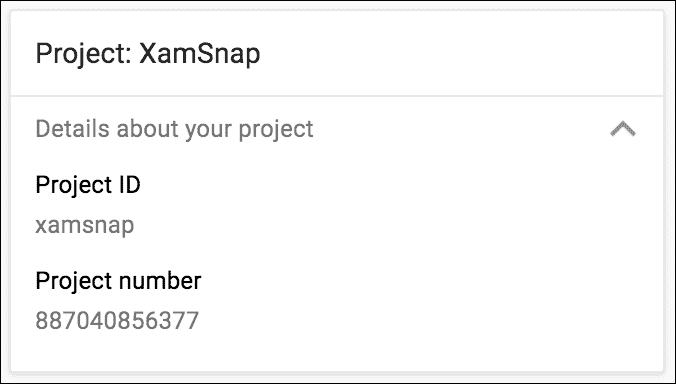 Project: XamSnap
Details about your project
Project ID
xamsnap
Project number
887040856377